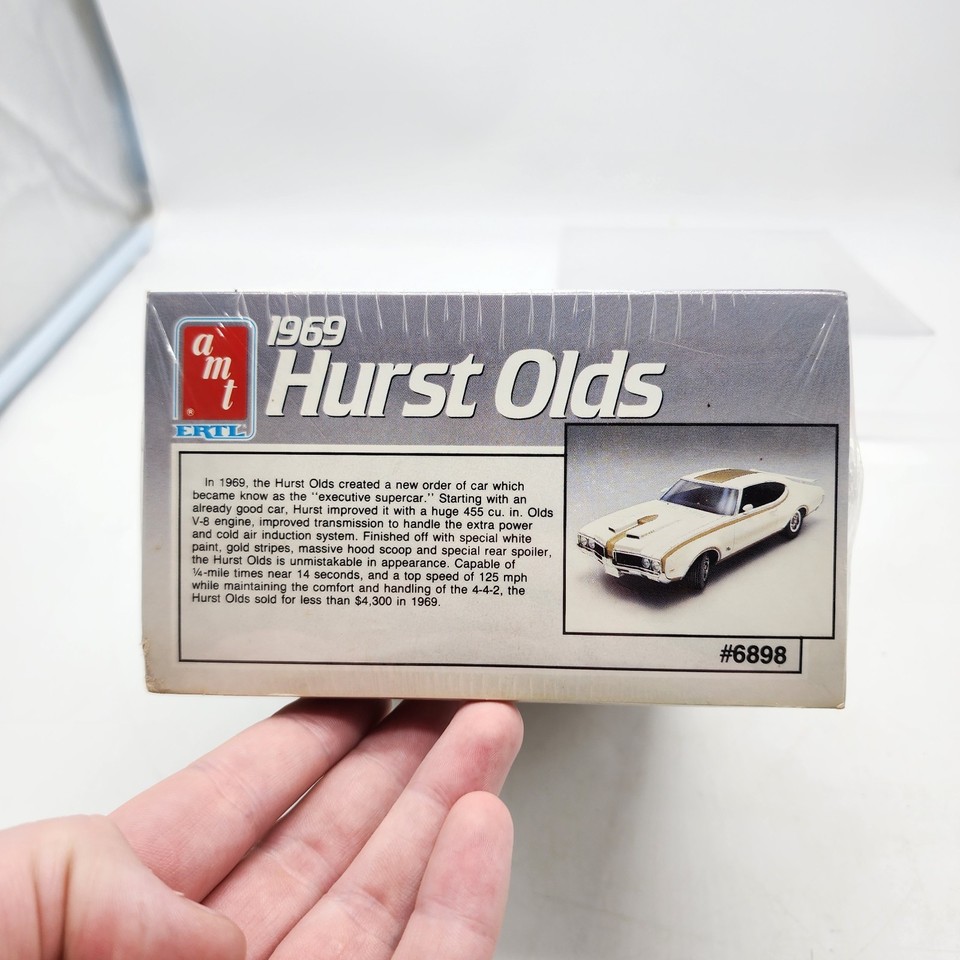 amt
®
ERTL
1969
Hurst Olds
In 1969, the Hurst Olds created a new order of car which
became know as the "executive supercar." Starting with an
already good car, Hurst improved it with a huge 455 cu. in. Olds
V-8 engine, improved transmission to handle the extra power
and cold air induction system. Finished off with special white
paint, gold stripes, massive hood scoop and special rear spoiler,
the Hurst Olds is unmistakable in appearance. Capable of
¼-mile times near 14 seconds, and a top speed of 125 mph
while maintaining the comfort and handling of the 4-4-2, the
Hurst Olds sold for less than $4,300 in 1969.
#6898